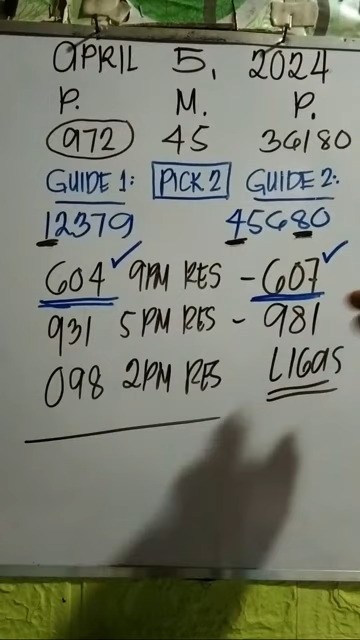 APRIL 5, 2024
P. M. P.
972 45 36180
GUIDE 1: PICK 2 GUIDE 2:
12379 45680
604 9PM RES - 607
931 5PM RES - 981
098 2PM RES LIGAS